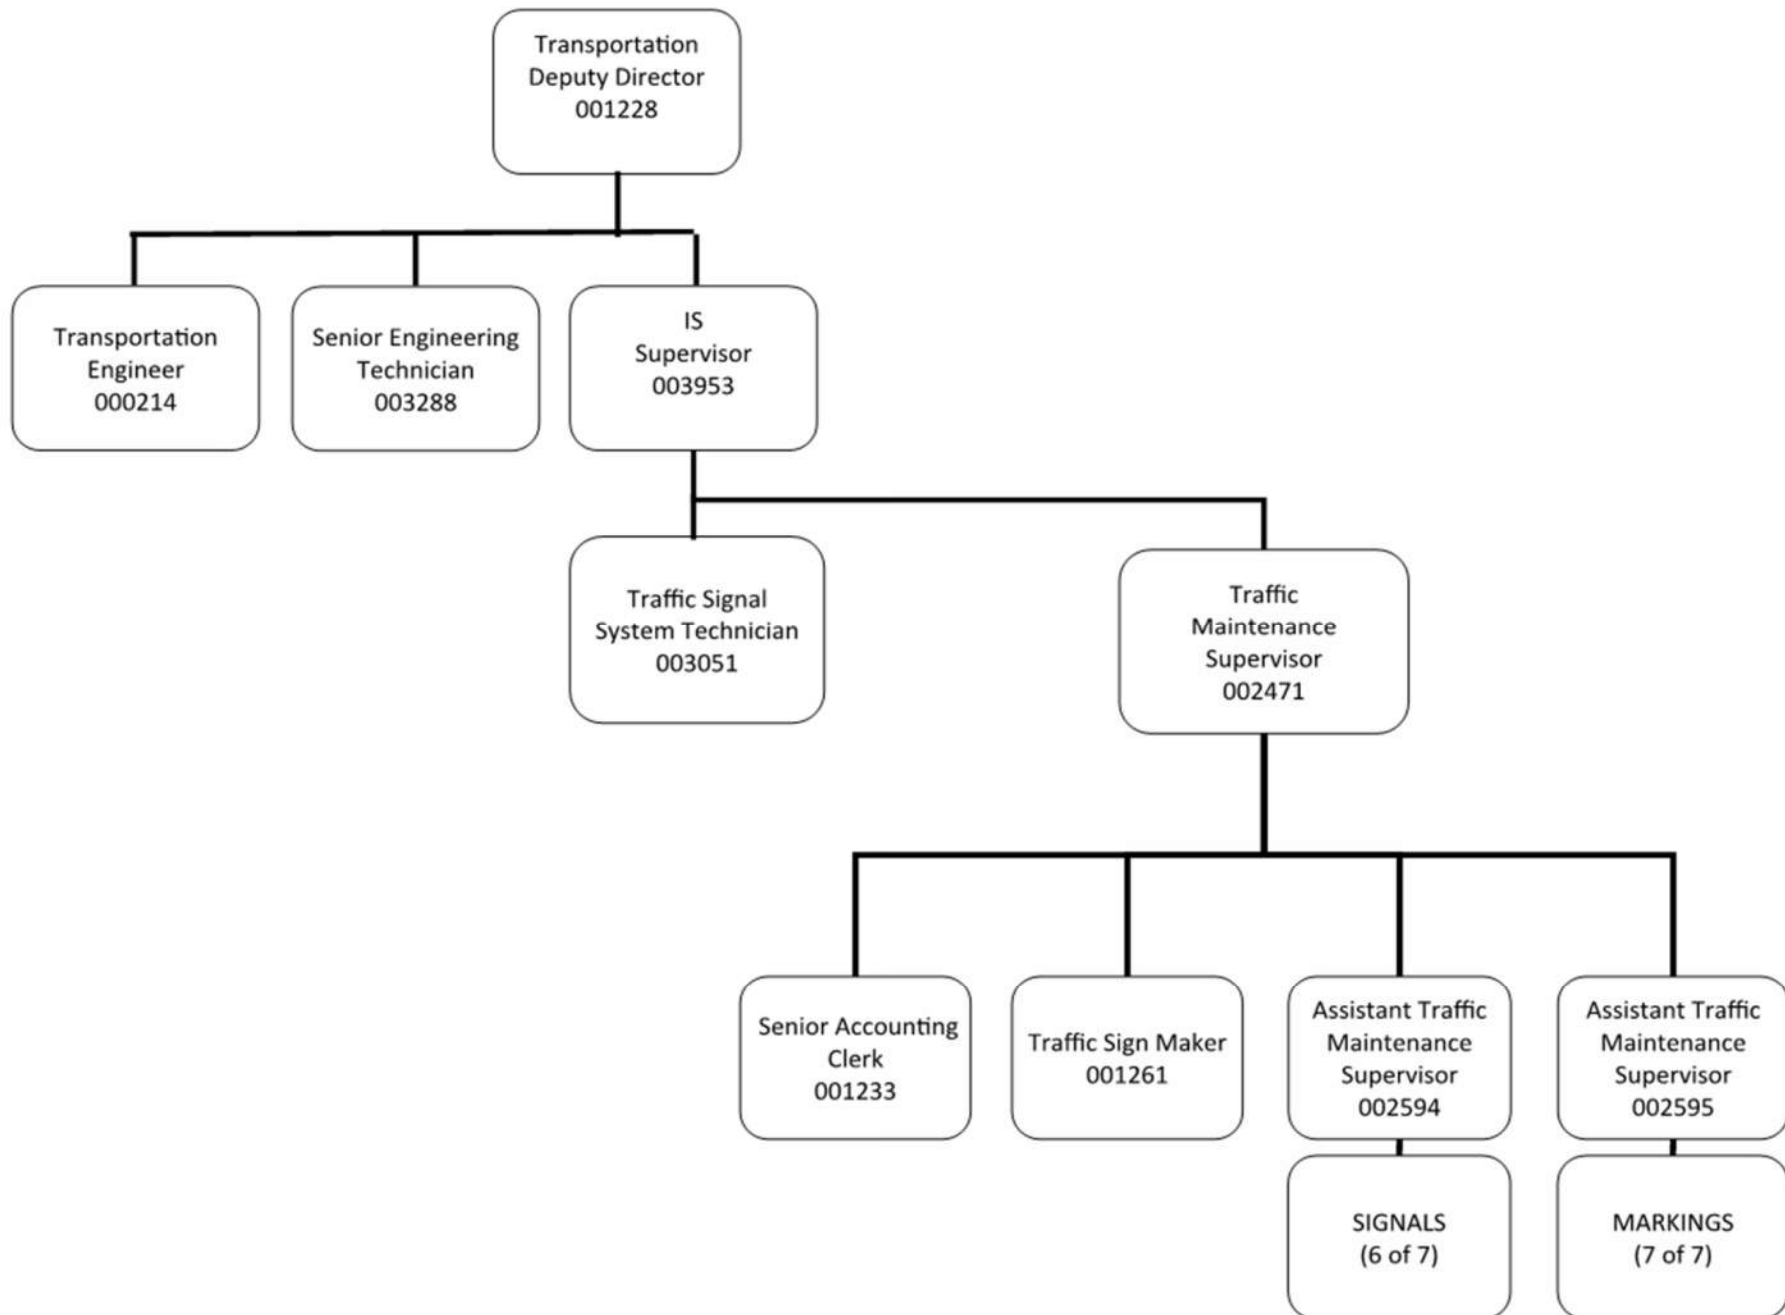 Transportation
Deputy Director
001228
Transportation
Engineer
000214
Senior Engineering
Technician
003288
IS
Supervisor
003953
Traffic Signal
System Technician
003051
Traffic
Maintenance
Supervisor
002471
Senior Accounting
Clerk
001233
Traffic Sign Maker
001261
Assistant Traffic
Maintenance
Supervisor
002594
Assistant Traffic
Maintenance
Supervisor
002595
SIGNALS
(6 of 7)
MARKINGS
(7 of 7)